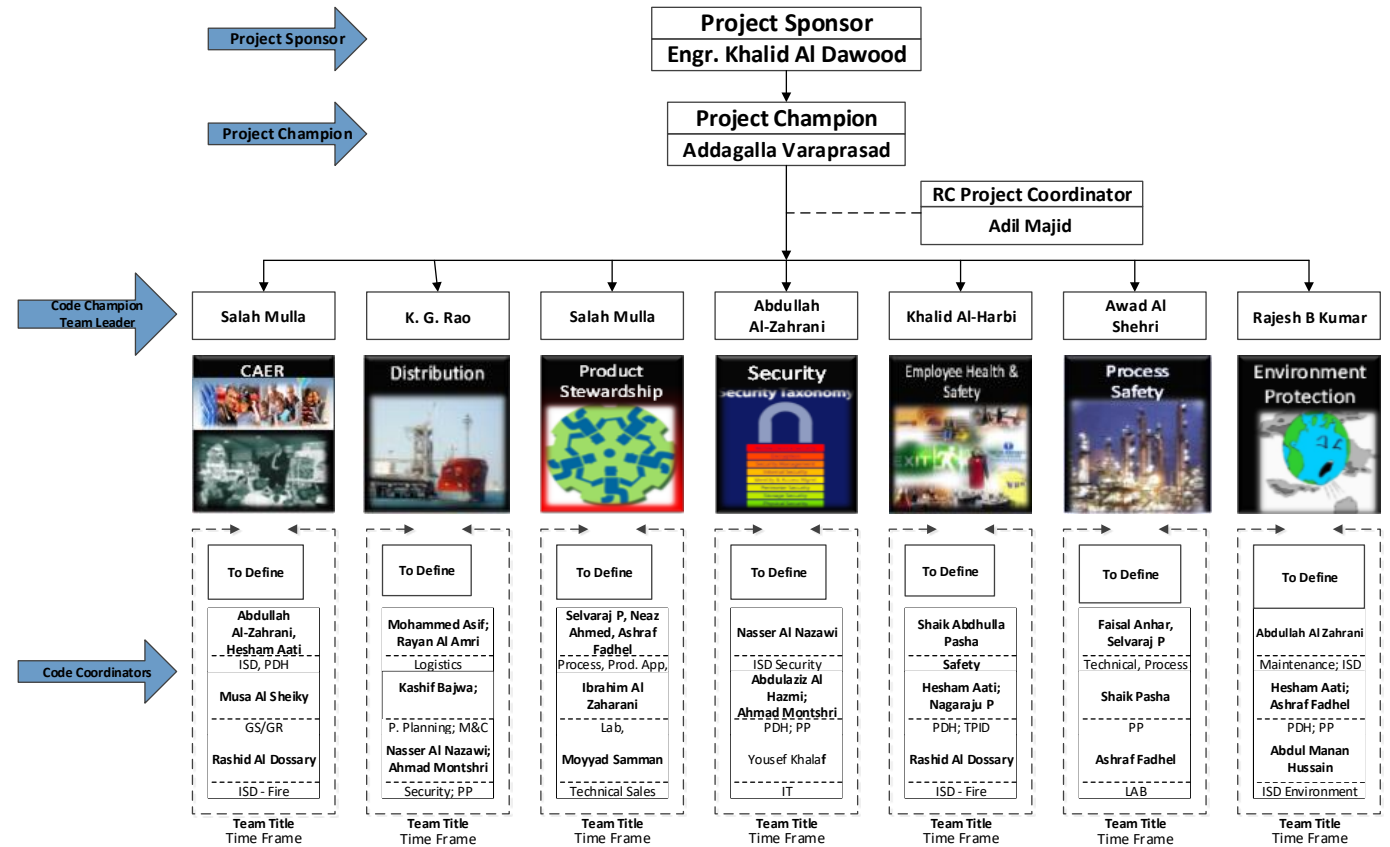 Project Sponsor
Project Sponsor
Engr. Khalid Al Dawood
Project Champion
Project Champion
Addagalla Varaprasad
RC Project Coordinator
Adil Majid
Code Champion
Team Leader
Salah Mulla
K. G. Rao
Salah Mulla
Abdullah
Al-Zahrani
Khalid Al-Harbi
Awad Al
Shehri
Rajesh B Kumar
CAER
Distribution
Product
Stewardship
Security
Security Taxonomy
Employee Health &
Safety
EXIT
Process
Safety
Environment
Protection
To Define
To Define
To Define
To Define
To Define
To Define
To Define
Code Coordinators
Abdullah
Al-Zahrani,
Hesham Aati
ISD, PDH
Musa Al Sheiky
GS/GR
Rashid Al Dossary
ISD - Fire
Team Title
Time Frame
Mohammed Asif;
Rayan Al Amri
Logistics
Kashif Bajwa;
P. Planning; M&C
Nasser Al Nazawi;
Ahmad Montshri
Security; PP
Team Title
Time Frame
Selvaraj P, Neaz
Ahmed, Ashraf
Fadhel
Process, Prod. App,
Ibrahim Al
Zaharani
Lab,
Moyyad Samman
Technical Sales
Team Title
Time Frame
Nasser Al Nazawi
ISD Security
Abdulaziz Al
Hazmi;
Ahmad Montshri
PDH; PP
Yousef Khalaf
IT
Team Title
Time Frame
Shaik Abdhulla
Pasha
Safety
Hesham Aati;
Nagaraju P
PDH; TPID
Rashid Al Dossary
ISD - Fire
Team Title
Time Frame
Faisal Anhar,
Selvaraj P
Technical, Process
Shaik Pasha
PP
Ashraf Fadhel
LAB
Team Title
Time Frame
Abdullah Al Zahrani
Maintenance; ISD
Hesham Aati;
Ashraf Fadhel
PDH; PP
Abdul Manan
Hussain
ISD Environment
Team Title
Time Frame